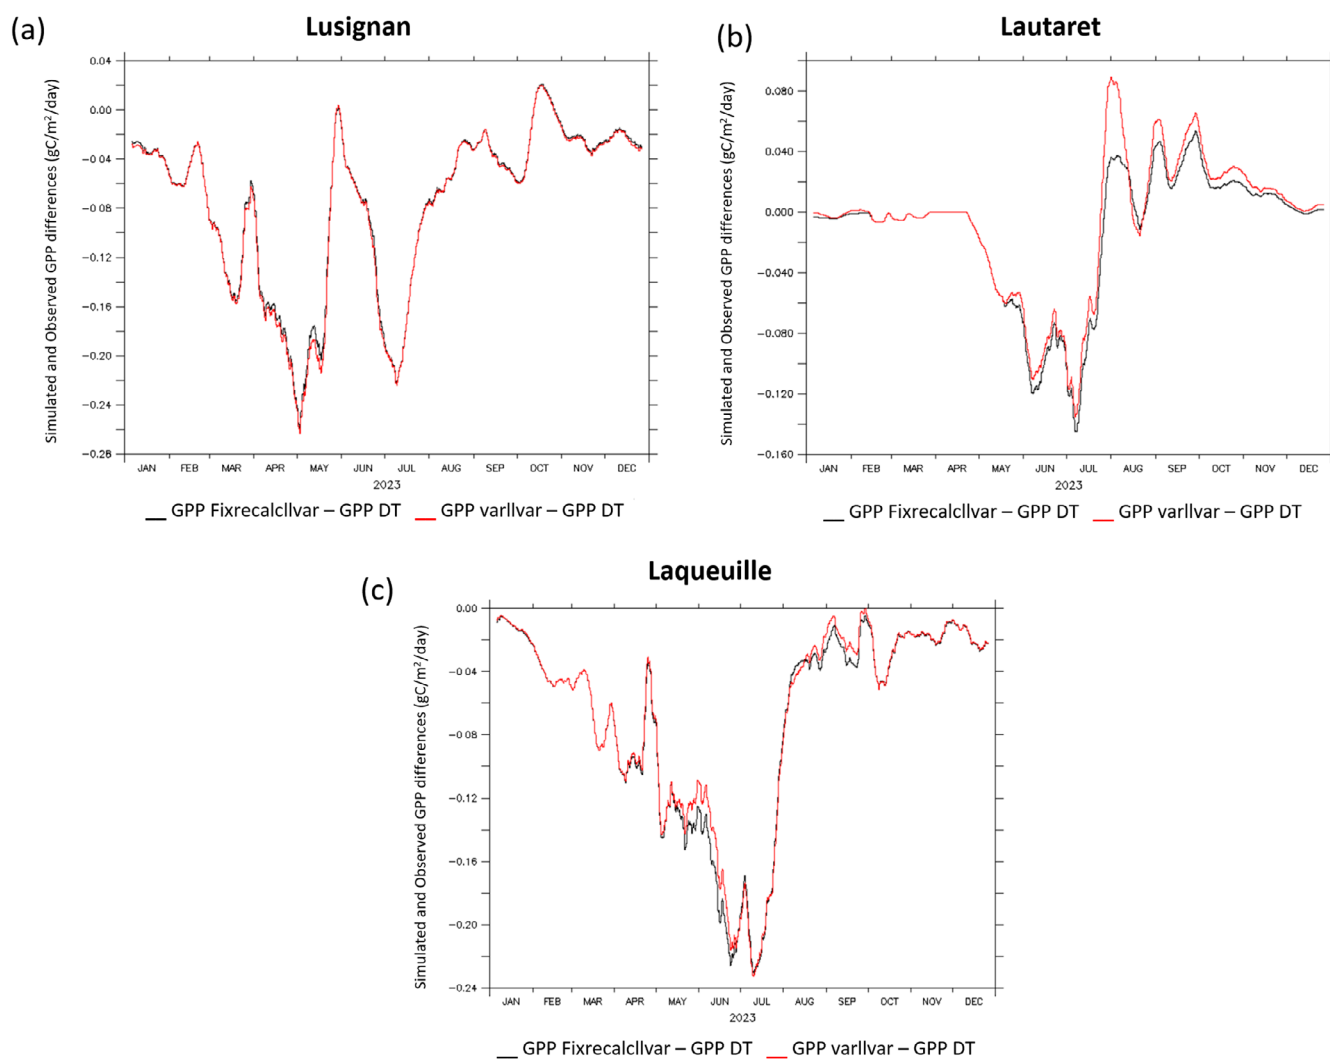 (a)
Lusignan
Simulated and Observed GPP differences (gC/m²/day)
0.04
0.00
−0.04
−0.08
−0.12
−0.16
−0.20
−0.24
−0.28
JAN FEB MAR APR MAY JUN JUL AUG SEP OCT NOV DEC
2023
GPP Fixrecalcllvar – GPP DT GPP varllvar – GPP DT
(b)
Lautaret
Simulated and Observed GPP differences (gC/m²/day)
0.080
0.040
0.000
−0.040
−0.080
−0.120
−0.160
JAN FEB MAR APR MAY JUN JUL AUG SEP OCT NOV DEC
2023
GPP Fixrecalcllvar – GPP DT GPP varllvar – GPP DT
(c)
Laqueuille
Simulated and Observed GPP differences (gC/m²/day)
0.00
−0.04
−0.08
−0.12
−0.16
−0.20
−0.24
JAN FEB MAR APR MAY JUN JUL AUG SEP OCT NOV DEC
2023
GPP Fixrecalcllvar – GPP DT GPP varllvar – GPP DT